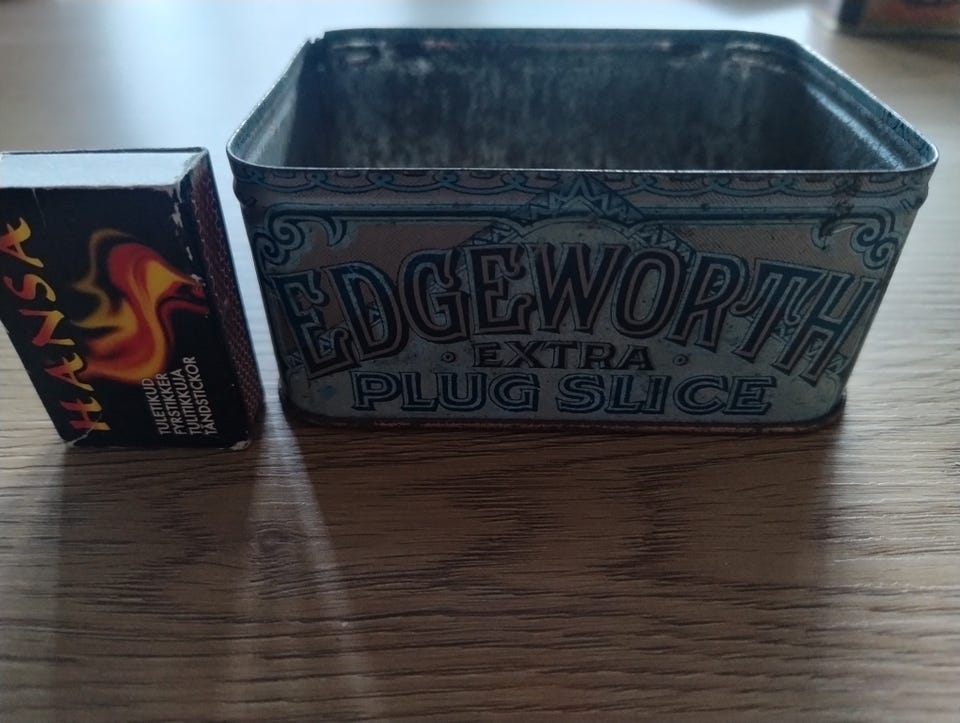 HANSA
TULETIKUD
FYRSTIKKER
TULITIKKUJA
TÄNDSTICKOR
EDGEWORTH
EXTRA
PLUG SLICE